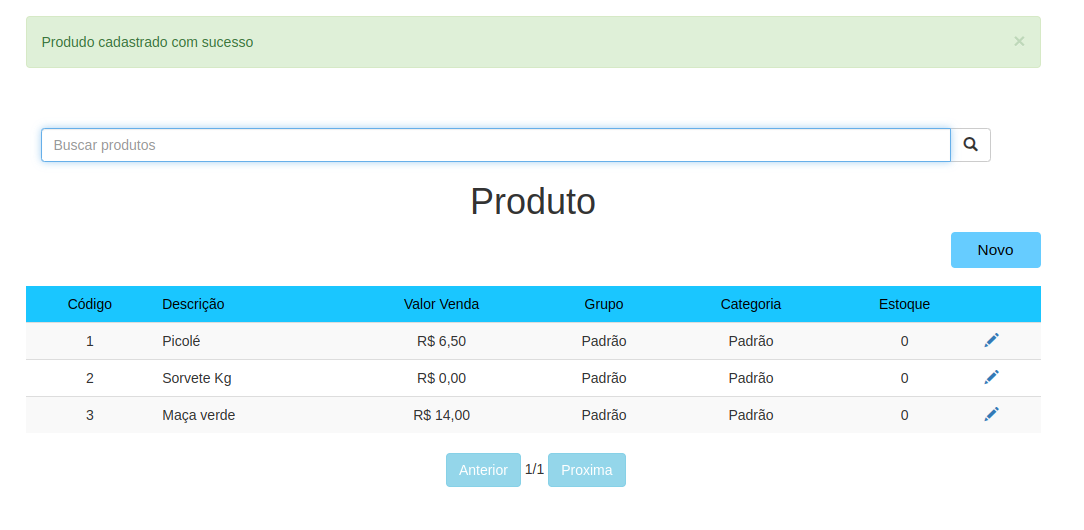 Produdo cadastrado com sucesso ×
Buscar produtos
Produto
Novo
Código Descrição Valor Venda Grupo Categoria Estoque
1 Picolé R$ 6,50 Padrão Padrão 0
2 Sorvete Kg R$ 0,00 Padrão Padrão 0
3 Maça verde R$ 14,00 Padrão Padrão 0
Anterior 1/1 Proxima